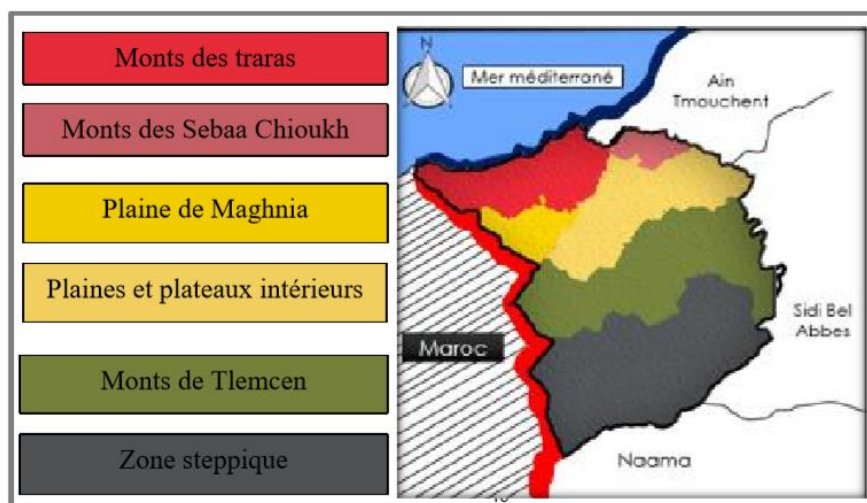 Monts des traras
Monts des Sebaa Chioukh
Plaine de Maghnia
Plaines et plateaux intérieurs
Monts de Tlemcen
Zone steppique
N
Mer méditerrané
Ain
Tmouchent
Sidi Bel
Abbes
Maroc
Naama